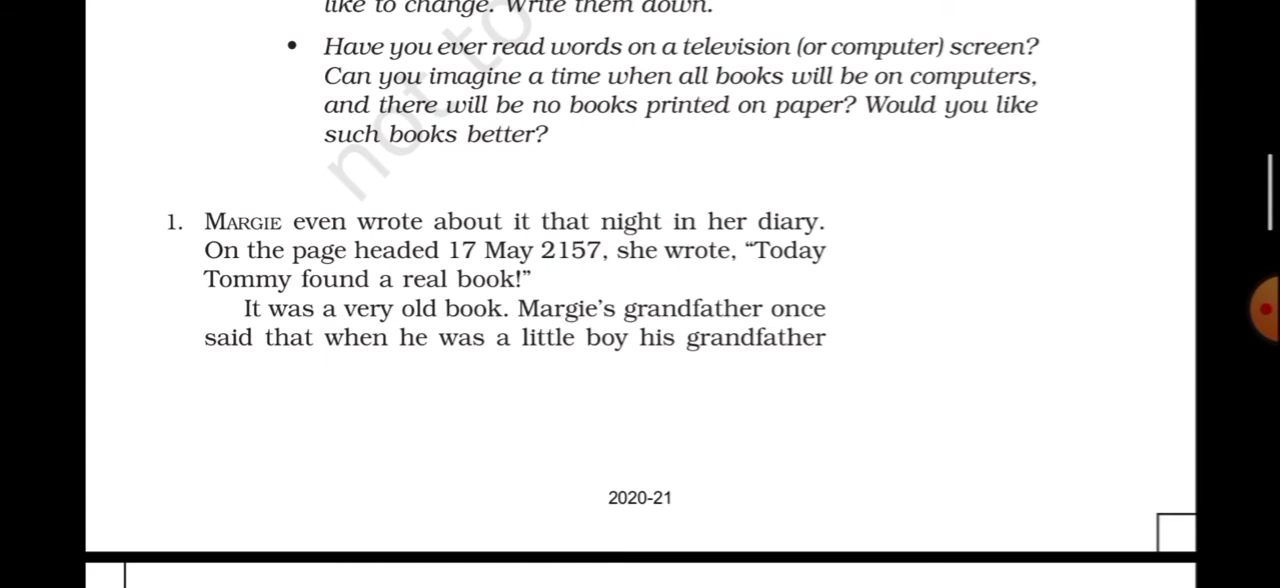 like to change. Write them down.
• Have you ever read words on a television (or computer) screen?
Can you imagine a time when all books will be on computers,
and there will be no books printed on paper? Would you like
such books better?
not to
1. MARGIE even wrote about it that night in her diary.
On the page headed 17 May 2157, she wrote, “Today
Tommy found a real book!”
It was a very old book. Margie’s grandfather once
said that when he was a little boy his grandfather
2020-21